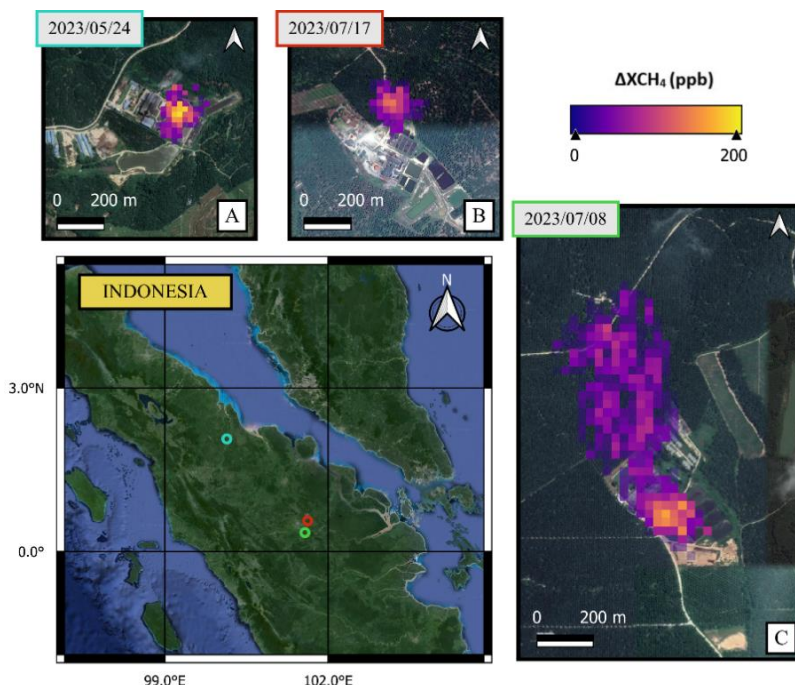 2023/05/24
2023/07/17
ΔXCH₄ (ppb)
0
200
0 200 m
A
0 200 m
B
2023/07/08
INDONESIA
N
3.0°N
0.0°
99.0°E
102.0°E
0 200 m
C